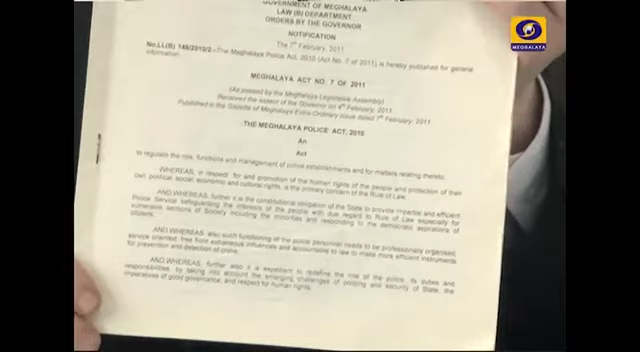 GOVERNMENT OF MEGHALAYA
LAW (B) DEPARTMENT
ORDERS BY THE GOVERNOR
NOTIFICATION
The 7th February, 2011
No.LL(B) 146/2010/2.-The Meghalaya Police Act, 2010 (Act No. 7 of 2011) is hereby published for general
information.
MEGHALAYA ACT NO. 7 OF 2011
(As passed by the Meghalaya Legislative Assembly)
Received the assent of the Governor on 4th February, 2011
Published in the Gazette of Meghalaya Extra-Ordinary issue dated 7th February, 2011
THE MEGHALAYA POLICE ACT, 2010
An
Act
to regulate the role, functions and management of police establishments and for matters relating thereto.
WHEREAS, in respect for and promotion of the human rights of the people and protection of their
civil, political, social, economic and cultural rights, is the primary concern of the Rule of Law.
AND WHEREAS, further it is the constitutional obligation of the State to provide impartial and efficient
Police Service safeguarding the interests of the people with due regard to Rule of Law especially for
vulnerable sections of Society including the minorities and responding to the democratic aspirations of
citizens.
AND WHEREAS, also such functioning of the police personnel needs to be professionally organised,
service oriented, free from extraneous influences and accountable to law to make more efficient instruments
for prevention and detection of crime.
AND WHEREAS, further also it is expedient to redefine the role of the police, its duties and
responsibilities, by taking into account the emerging challenges of policing and security of State, the
imperatives of good governance, and respect for human rights.
MEGHALAYA